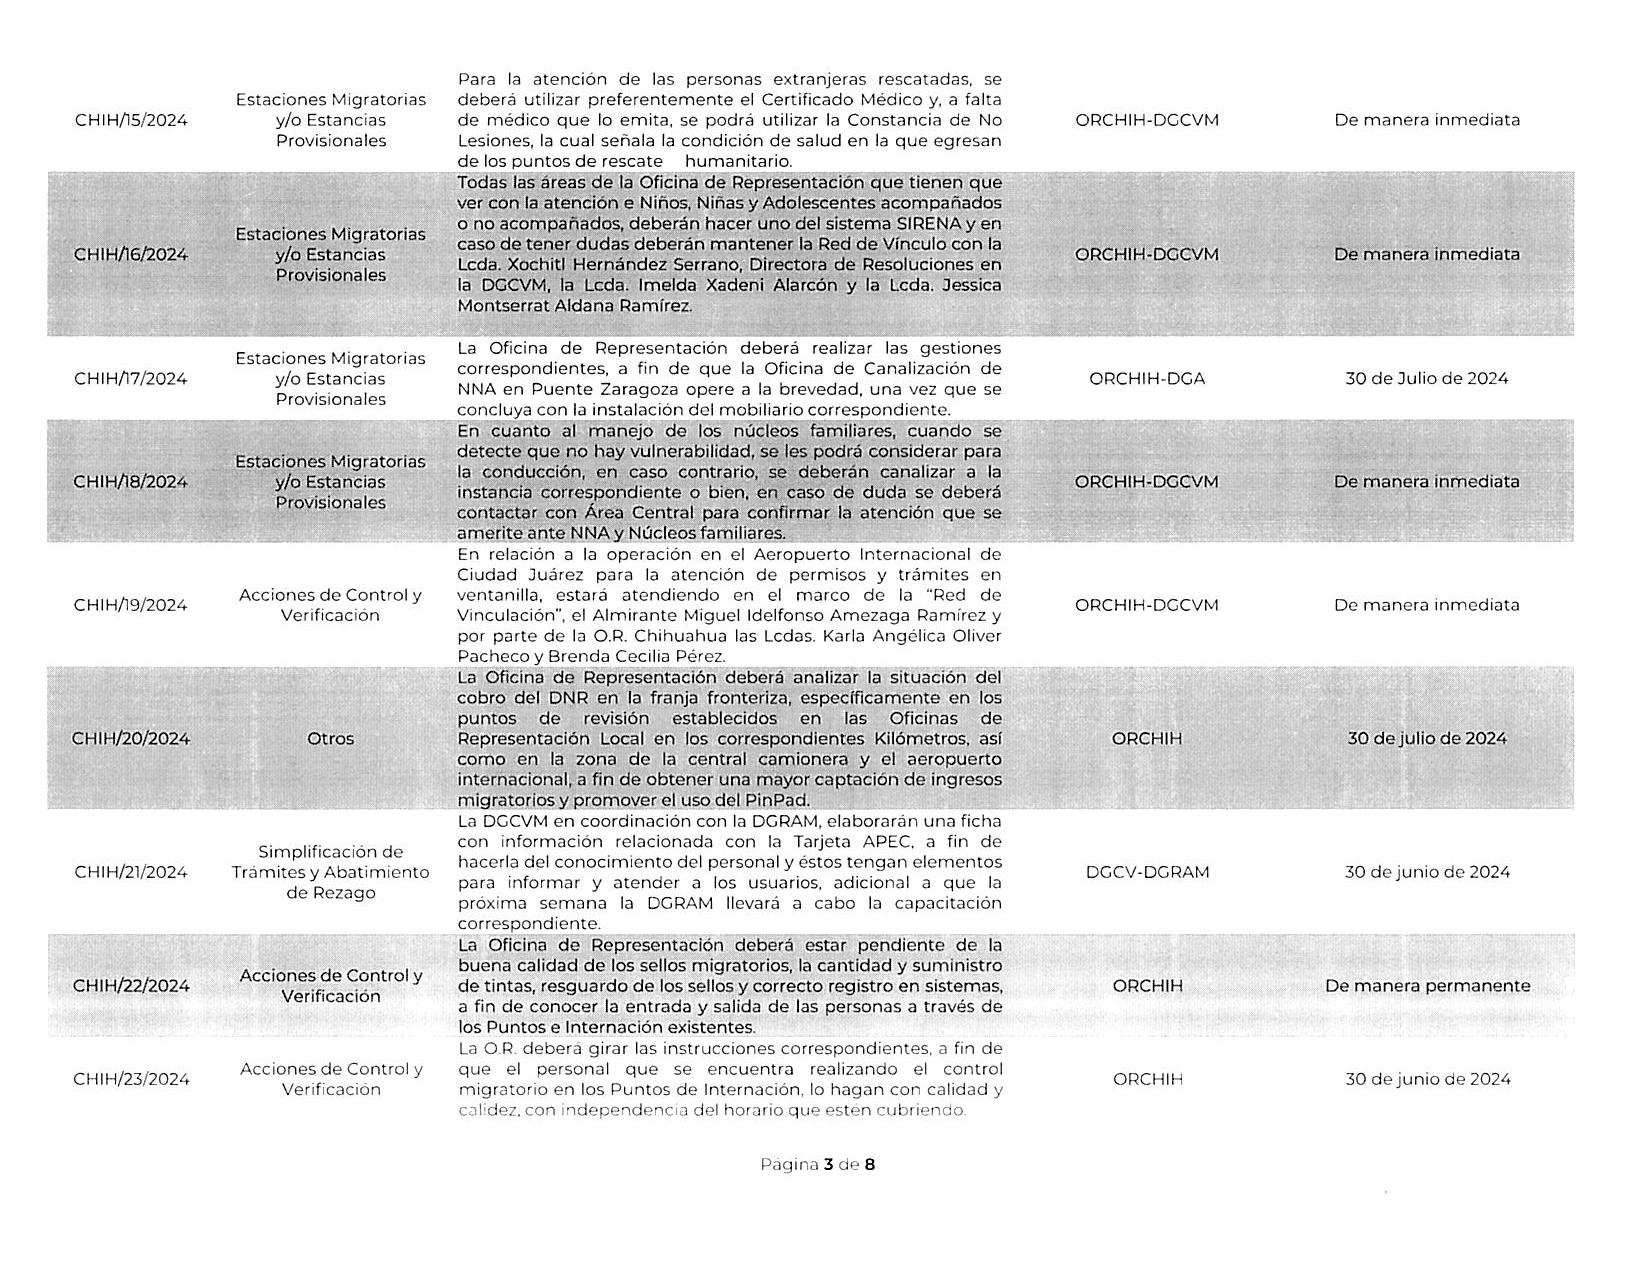 CHIH/15/2024
Estaciones Migratorias
y/o Estancias
Provisionales
Para la atención de las personas extranjeras rescatadas, se
deberá utilizar preferentemente el Certificado Médico y, a falta
de médico que lo emita, se podrá utilizar la Constancia de No
Lesiones, la cual señala la condición de salud en la que egresan
de los puntos de rescate humanitario.
ORCHIH-DGCVM
De manera inmediata
CHIH/16/2024
Estaciones Migratorias
y/o Estancias
Provisionales
Todas las áreas de la Oficina de Representación que tienen que
ver con la atención e Niños, Niñas y Adolescentes acompañados
o no acompañados, deberán hacer uno del sistema SIRENA y en
caso de tener dudas deberán mantener la Red de Vínculo con la
Lcda. Xochitl Hernández Serrano, Directora de Resoluciones en
la DGCVM, la Lcda. Imelda Xadeni Alarcón y la Lcda. Jessica
Montserrat Aldana Ramírez.
ORCHIH-DGCVM
De manera inmediata
CHIH/17/2024
Estaciones Migratorias
y/o Estancias
Provisionales
La Oficina de Representación deberá realizar las gestiones
correspondientes, a fin de que la Oficina de Canalización de
NNA en Puente Zaragoza opere a la brevedad, una vez que se
concluya con la instalación del mobiliario correspondiente.
ORCHIH-DGA
30 de Julio de 2024
CHIH/18/2024
Estaciones Migratorias
y/o Estancias
Provisionales
En cuanto al manejo de los núcleos familiares, cuando se
detecte que no hay vulnerabilidad, se les podrá considerar para
la conducción, en caso contrario, se deberán canalizar a la
instancia correspondiente o bien, en caso de duda se deberá
contactar con Área Central para confirmar la atención que se
amerite ante NNA y Núcleos familiares.
ORCHIH-DGCVM
De manera inmediata
CHIH/19/2024
Acciones de Control y
Verificación
En relación a la operación en el Aeropuerto Internacional de
Ciudad Juárez para la atención de permisos y trámites en
ventanilla, estará atendiendo en el marco de la “Red de
Vinculación”, el Almirante Miguel Idelfonso Amezaga Ramírez y
por parte de la O.R. Chihuahua las Lcdas. Karla Angélica Oliver
Pacheco y Brenda Cecilia Pérez.
ORCHIH-DGCVM
De manera inmediata
CHIH/20/2024
Otros
La Oficina de Representación deberá analizar la situación del
cobro del DNR en la franja fronteriza, específicamente en los
puntos de revisión establecidos en las Oficinas de
Representación Local en los correspondientes Kilómetros, así
como en la zona de la central camionera y el aeropuerto
internacional, a fin de obtener una mayor captación de ingresos
migratorios y promover el uso del PinPad.
ORCHIH
30 de julio de 2024
CHIH/21/2024
Simplificación de
Trámites y Abatimiento
de Rezago
La DGCVM en coordinación con la DGRAM, elaborarán una ficha
con información relacionada con la Tarjeta APEC, a fin de
hacerla del conocimiento del personal y éstos tengan elementos
para informar y atender a los usuarios, adicional a que la
próxima semana la DGRAM llevará a cabo la capacitación
correspondiente.
DGCV-DGRAM
30 de junio de 2024
CHIH/22/2024
Acciones de Control y
Verificación
La Oficina de Representación deberá estar pendiente de la
buena calidad de los sellos migratorios, la cantidad y suministro
de tintas, resguardo de los sellos y correcto registro en sistemas,
a fin de conocer la entrada y salida de las personas a través de
los Puntos e Internación existentes.
ORCHIH
De manera permanente
CHIH/23/2024
Acciones de Control y
Verificación
La O.R. deberá girar las instrucciones correspondientes, a fin de
que el personal que se encuentra realizando el control
migratorio en los Puntos de Internación, lo hagan con calidad y
calidez, con independencia del horario que estén cubriendo.
ORCHIH
30 de junio de 2024
Página 3 de 8